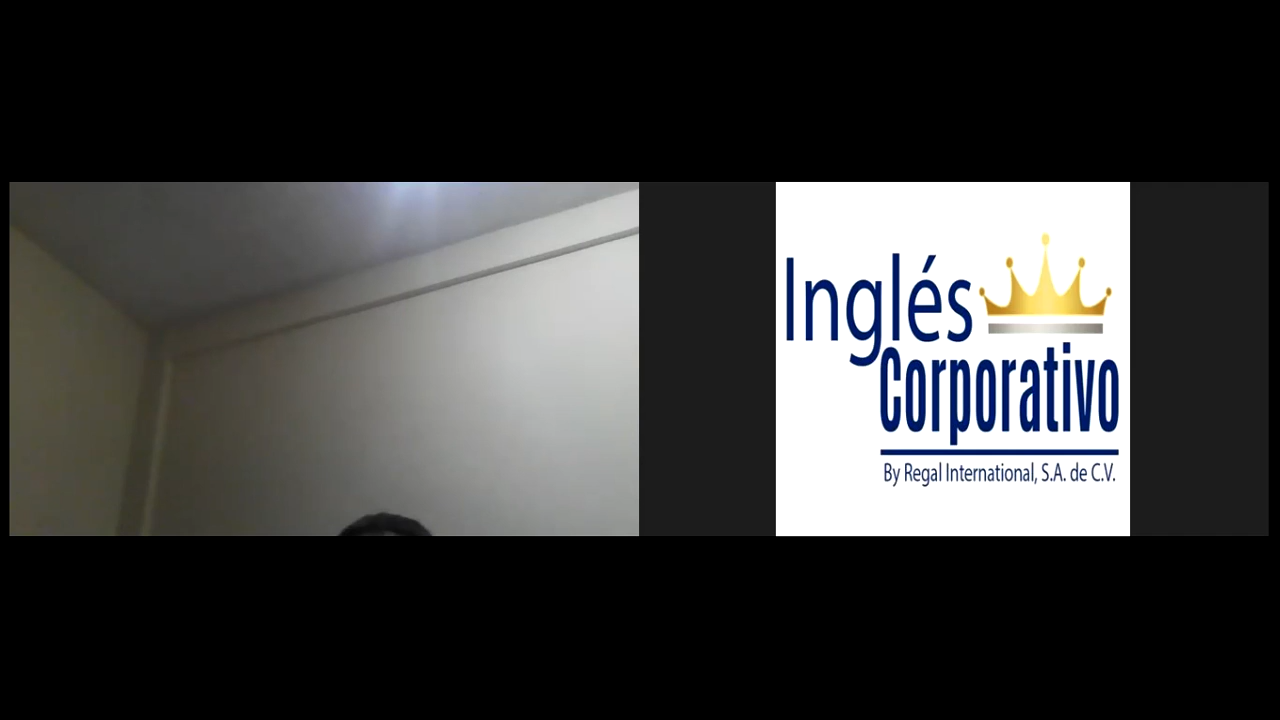 Inglés
Corporativo
By Regal International, S.A. de C.V.